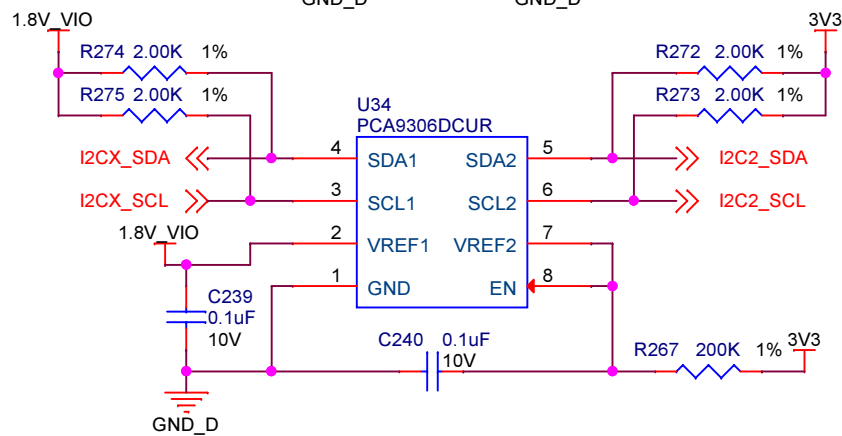 GND_D GND_D
1.8V_VIO 3V3
R274 2.00K 1% R272 2.00K 1%
R275 2.00K 1% R273 2.00K 1%
U34
PCA9306DCUR
I2CX_SDA 4 SDA1 SDA2 5 I2C2_SDA
I2CX_SCL 3 SCL1 SCL2 6 I2C2_SCL
1.8V_VIO 2 VREF1 VREF2 7
1 GND EN 8
C239
0.1uF
10V
C240 0.1uF
10V
R267 200K 1% 3V3
GND_D